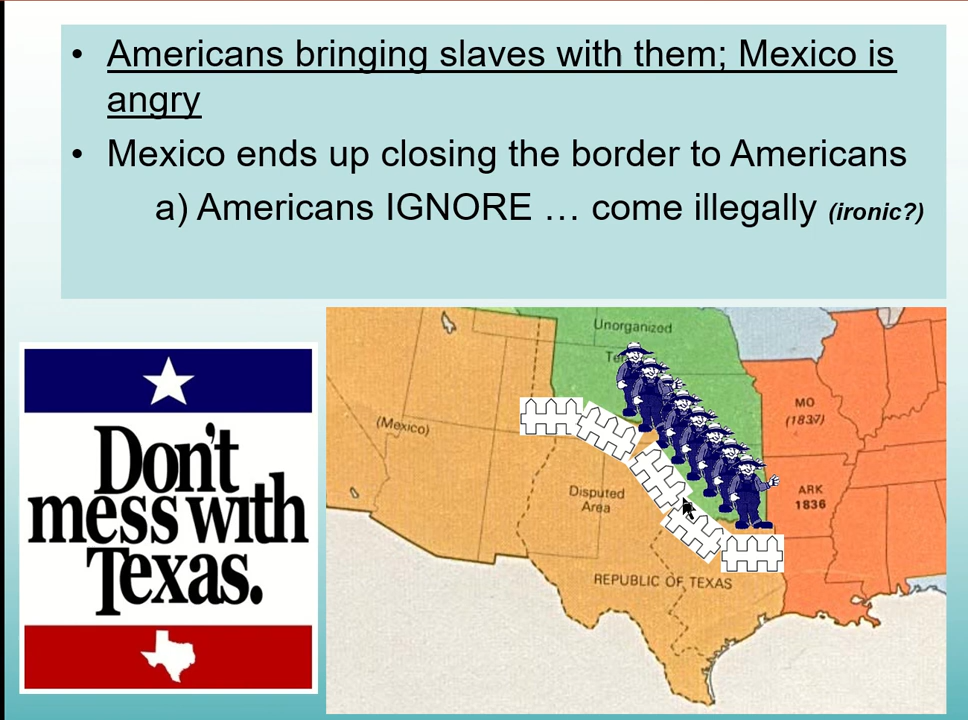 • Americans bringing slaves with them; Mexico is
angry
• Mexico ends up closing the border to Americans
a) Americans IGNORE … come illegally (ironic?)
Don't
mess with
Texas.
Unorganized
Te
(Mexico)
MO
(1837)
Disputed
Area
ARK
1836
REPUBLIC OF TEXAS